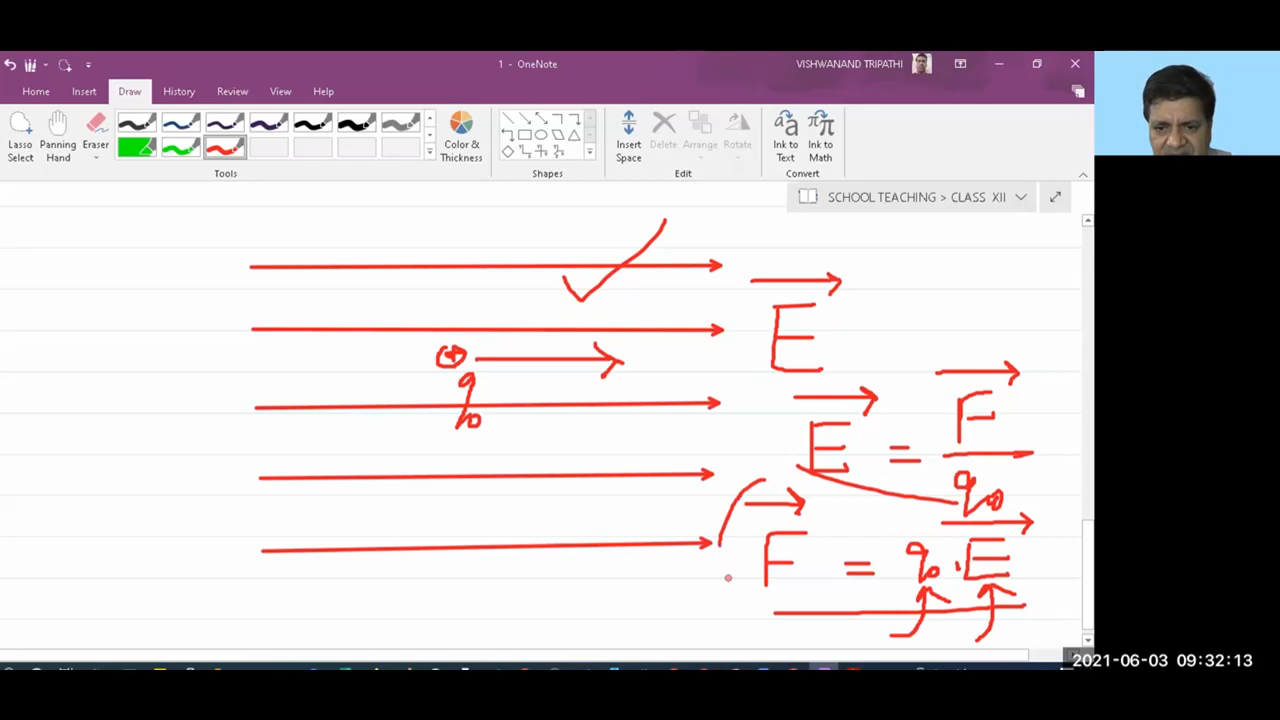 1 - OneNote
VISHWANAND TRIPATHI
Home Insert Draw History Review View Help
Lasso Select
Panning Hand
Eraser
Color & Thickness
Insert Space
Delete
Arrange
Rotate
Ink to Text
Ink to Math
Tools
Shapes
Edit
Convert
SCHOOL TEACHING > CLASS XII
E
+
q₀
E = F / q₀
F = q₀ . E
2021-06-03 09:32:13